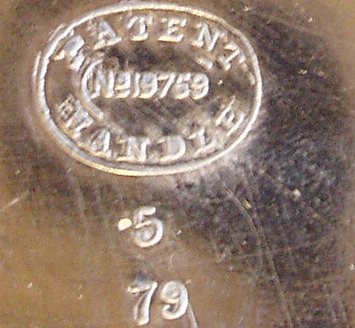 PATENT
No 19759
HANDLE
5
79